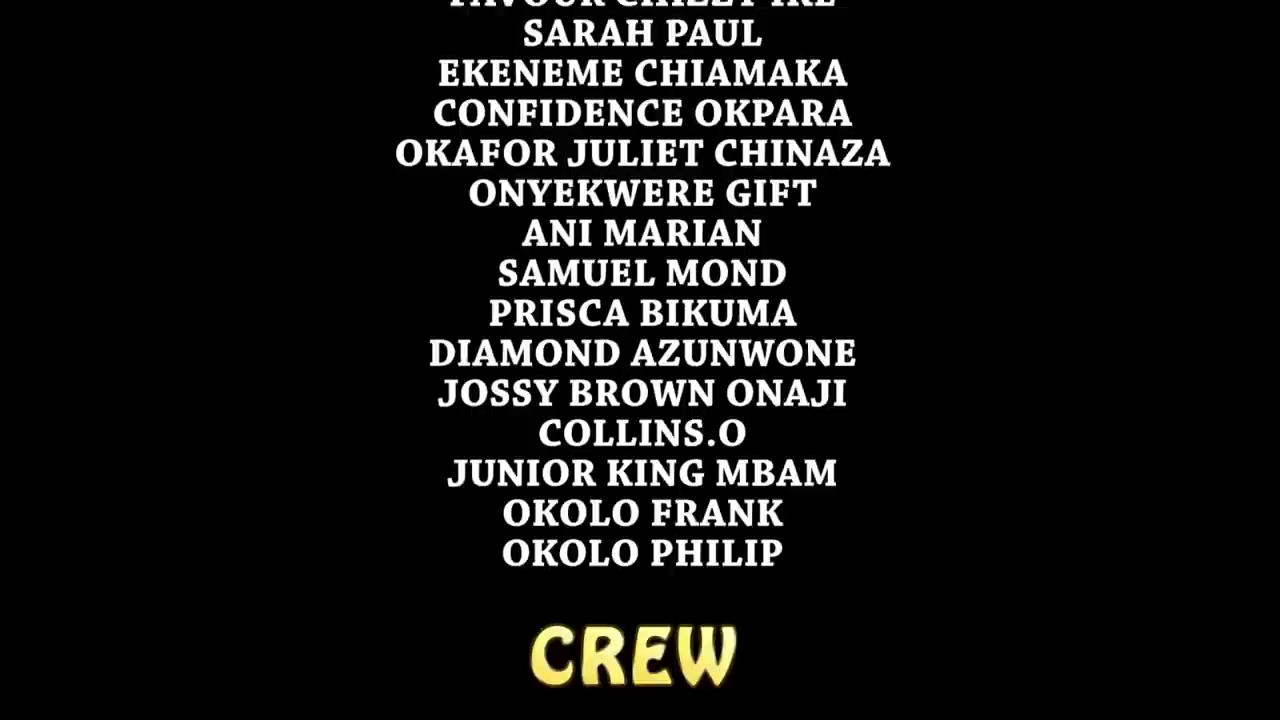 SARAH PAUL
EKENEME CHIAMAKA
CONFIDENCE OKPARA
OKAFOR JULIET CHINAZA
ONYEKWERE GIFT
ANI MARIAN
SAMUEL MOND
PRISCA BIKUMA
DIAMOND AZUNWONE
JOSSY BROWN ONAJI
COLLINS.O
JUNIOR KING MBAM
OKOLO FRANK
OKOLO PHILIP
CREW